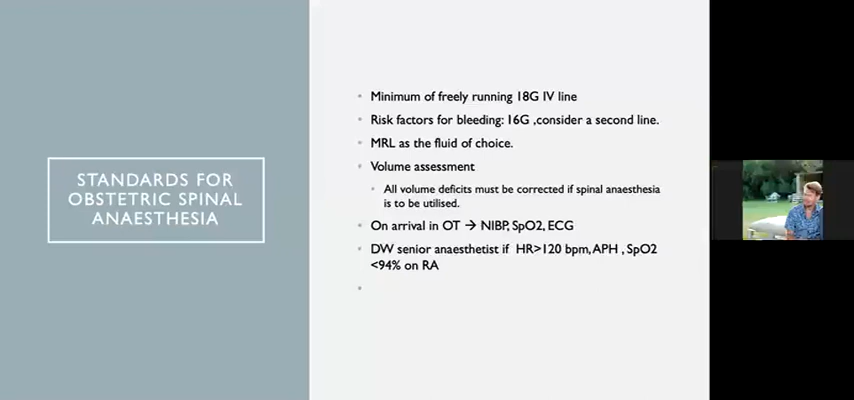 STANDARDS FOR
OBSTETRIC SPINAL
ANAESTHESIA
• Minimum of freely running 18G IV line
• Risk factors for bleeding: 16G ,consider a second line.
• MRL as the fluid of choice.
• Volume assessment
• All volume deficits must be corrected if spinal anaesthesia
is to be utilised.
• On arrival in OT → NIBP, SpO2, ECG
• DW senior anaesthetist if HR>120 bpm, APH , SpO2
<94% on RA
•